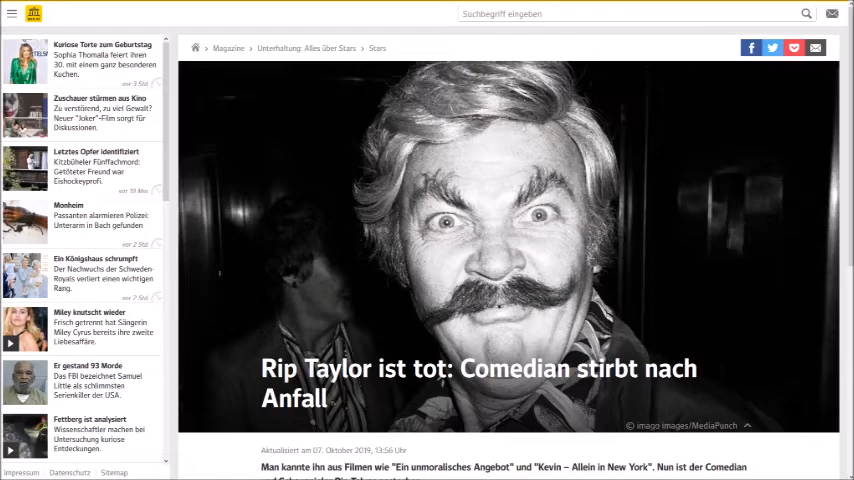 Suchbegriff eingeben
Magazine
Unterhaltung: Alles über Stars
Stars
Kuriose Torte zum Geburtstag
Sophia Thomalla feiert ihren
30. mit einem ganz besonderen
Kuchen.
vor 3 Std.
Zuschauer stürmen aus Kino
Zu verstörend, zu viel Gewalt?
Neuer "Joker"-Film sorgt für
Diskussionen.
Letztes Opfer identifiziert
Kitzbüheler Fünffachmord:
Getöteter Freund war
Eishockeyprofi.
vor 19 Min.
Monheim
Passanten alarmieren Polizei:
Unterarm in Bach gefunden
vor 2 Std.
Ein Königshaus schrumpft
Der Nachwuchs der Schweden-
Royals verliert einen wichtigen
Rang.
vor 2 Std.
Miley knutscht wieder
Frisch getrennt hat Sängerin
Miley Cyrus bereits ihre zweite
Liebesaffäre.
Er gestand 93 Morde
Das FBI bezeichnet Samuel
Little als schlimmsten
Serienkiller der USA.
Fettberg ist analysiert
Wissenschaftler machen bei
Untersuchung kuriose
Entdeckungen.
Impressum | Datenschutz | Sitemap
Rip Taylor ist tot: Comedian stirbt nach
Anfall
© imago images/MediaPunch
Aktualisiert am 07. Oktober 2019, 13:56 Uhr
Man kannte ihn aus Filmen wie "Ein unmoralisches Angebot" und "Kevin – Allein in New York". Nun ist der Comedian